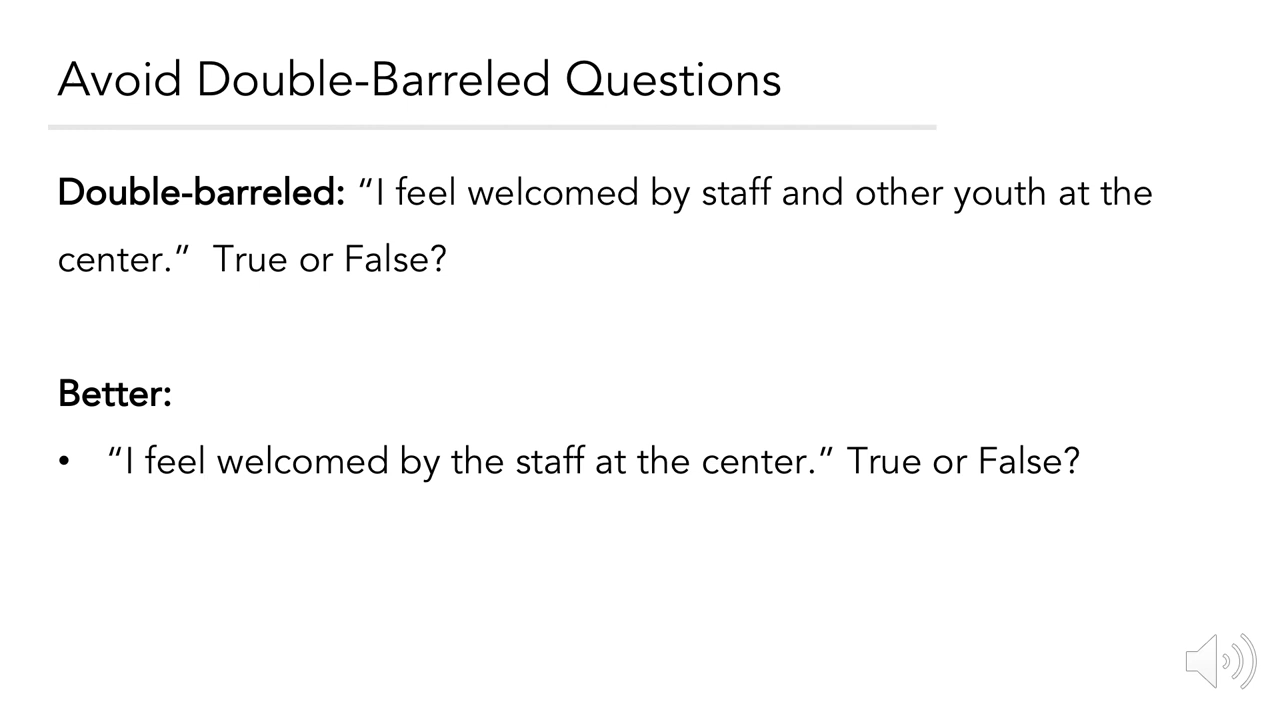 Avoid Double-Barreled Questions
Double-barreled: “I feel welcomed by staff and other youth at the
center.”  True or False?
Better:
• “I feel welcomed by the staff at the center.” True or False?